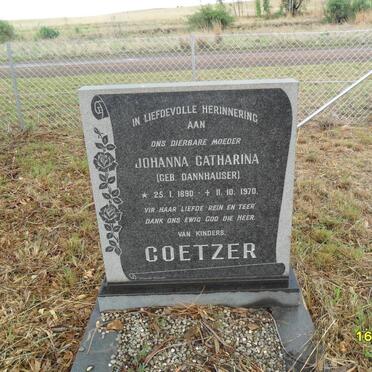 IN LIEFDEVOLLE HERINNERING
AAN
ONS DIERBARE MOEDER
JOHANNA CATHARINA
(GEB. DANNHAUSER)
* 25. 1. 1890 - † 11. 10. 1970.
VIR HAAR LIEFDE REIN EN TEER
DANK ONS EWIG GOD DIE HEER.
VAN KINDERS.
COETZER
16